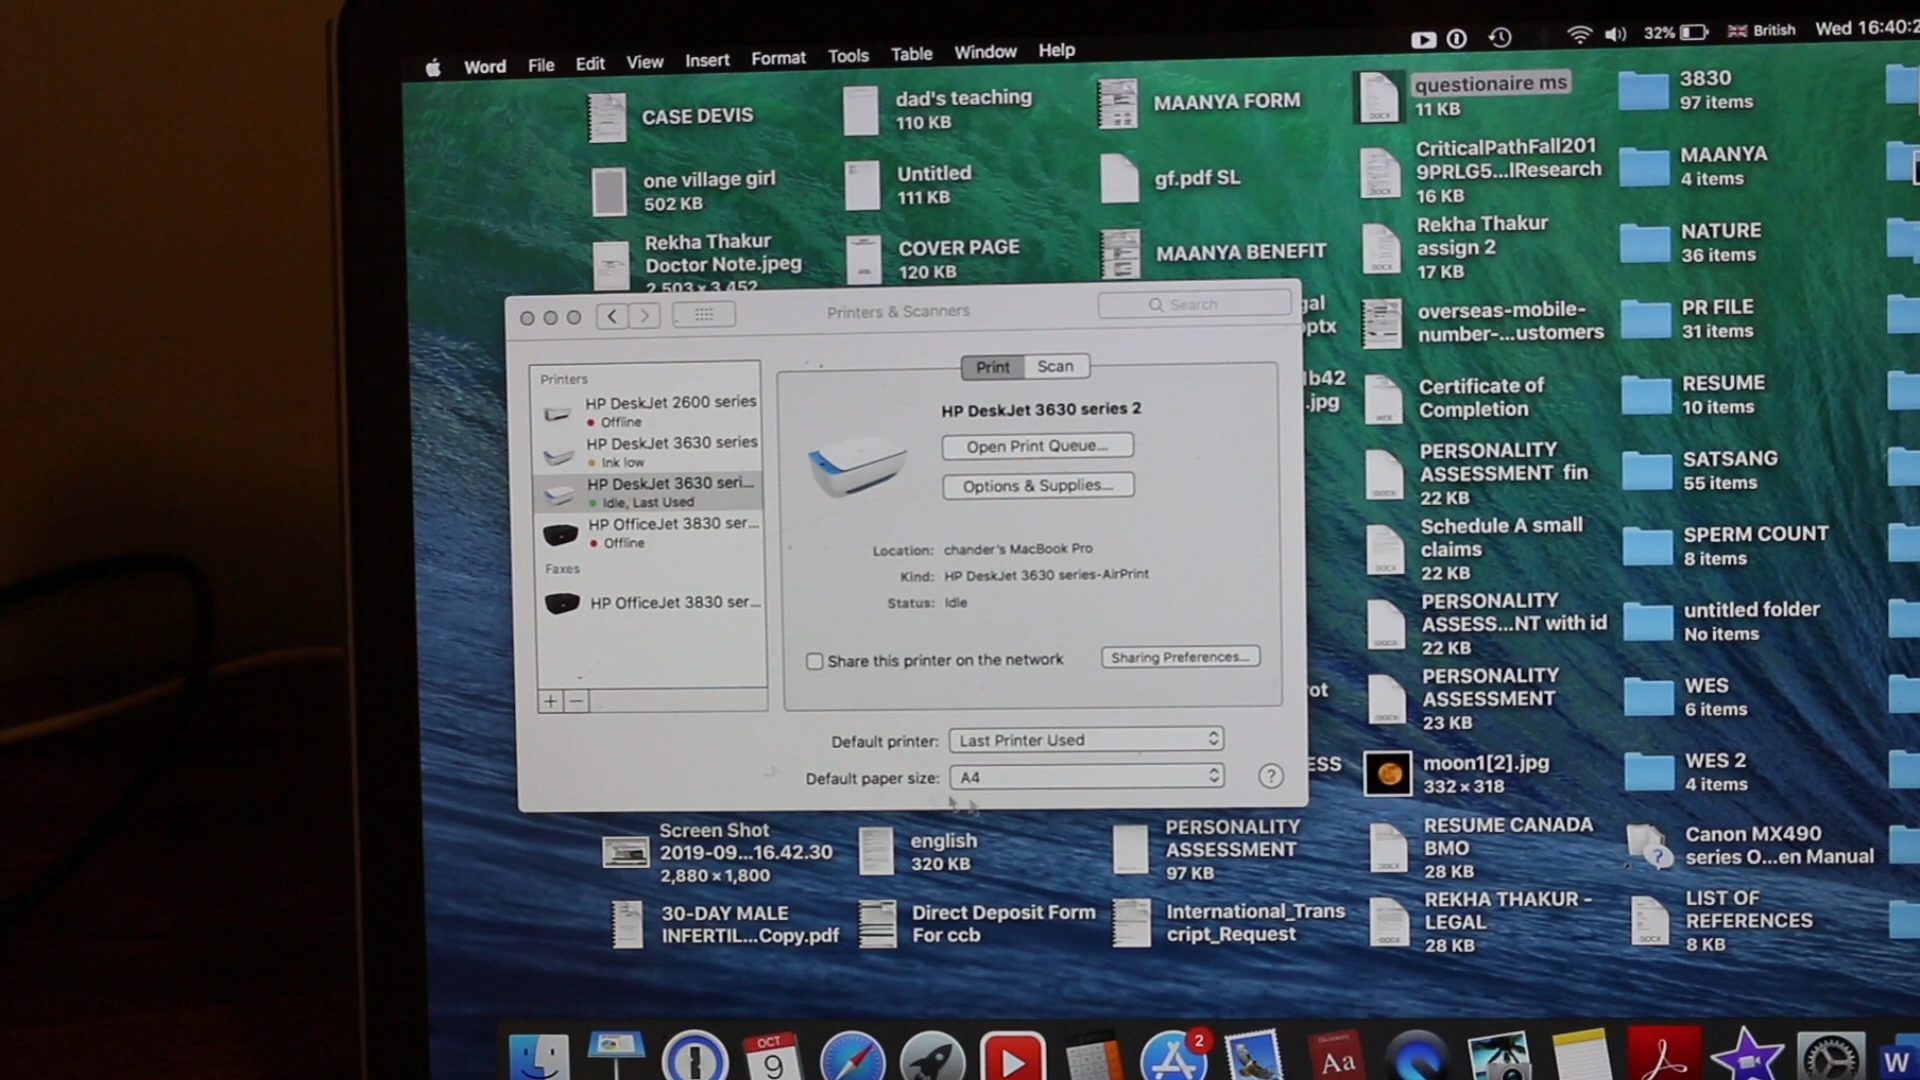 Word File Edit View Insert Format Tools Table Window Help
32% British Wed 16:40:2
CASE DEVIS
one village girl
502 KB
Rekha Thakur
Doctor Note.jpeg
2,503 × 3,452
dad's teaching
110 KB
Untitled
111 KB
COVER PAGE
120 KB
MAANYA FORM
gf.pdf SL
MAANYA BENEFIT
questionaire ms
11 KB
CriticalPathFall201
9PRLG5...lResearch
16 KB
Rekha Thakur
assign 2
17 KB
overseas-mobile-
number-...ustomers
Certificate of
Completion
PERSONALITY
ASSESSMENT fin
22 KB
Schedule A small
claims
22 KB
PERSONALITY
ASSESS...NT with id
22 KB
PERSONALITY
ASSESSMENT
23 KB
moon1[2].jpg
332 × 318
RESUME CANADA
BMO
28 KB
REKHA THAKUR -
LEGAL
28 KB
3830
97 items
MAANYA
4 items
NATURE
36 items
PR FILE
31 items
RESUME
10 items
SATSANG
55 items
SPERM COUNT
8 items
untitled folder
No items
WES
6 items
WES 2
4 items
Canon MX490
series O...en Manual
LIST OF
REFERENCES
8 KB
Printers & Scanners
Search
Printers
HP DeskJet 2600 series
Offline
HP DeskJet 3630 series
Ink low
HP DeskJet 3630 seri...
Idle, Last Used
HP OfficeJet 3830 ser...
Offline
Faxes
HP OfficeJet 3830 ser...
+ −
Print Scan
HP DeskJet 3630 series 2
Open Print Queue...
Options & Supplies...
Location: chander's MacBook Pro
Kind: HP DeskJet 3630 series-AirPrint
Status: Idle
Share this printer on the network
Sharing Preferences...
Default printer: Last Printer Used
Default paper size: A4
?
gal
pptx
lb42
.jpg
ot
ESS
Screen Shot
2019-09...16.42.30
2,880 × 1,800
30-DAY MALE
INFERTIL...Copy.pdf
english
320 KB
Direct Deposit Form
For ccb
PERSONALITY
ASSESSMENT
97 KB
International_Trans
cript_Request
OCT
9
2
Aa
W